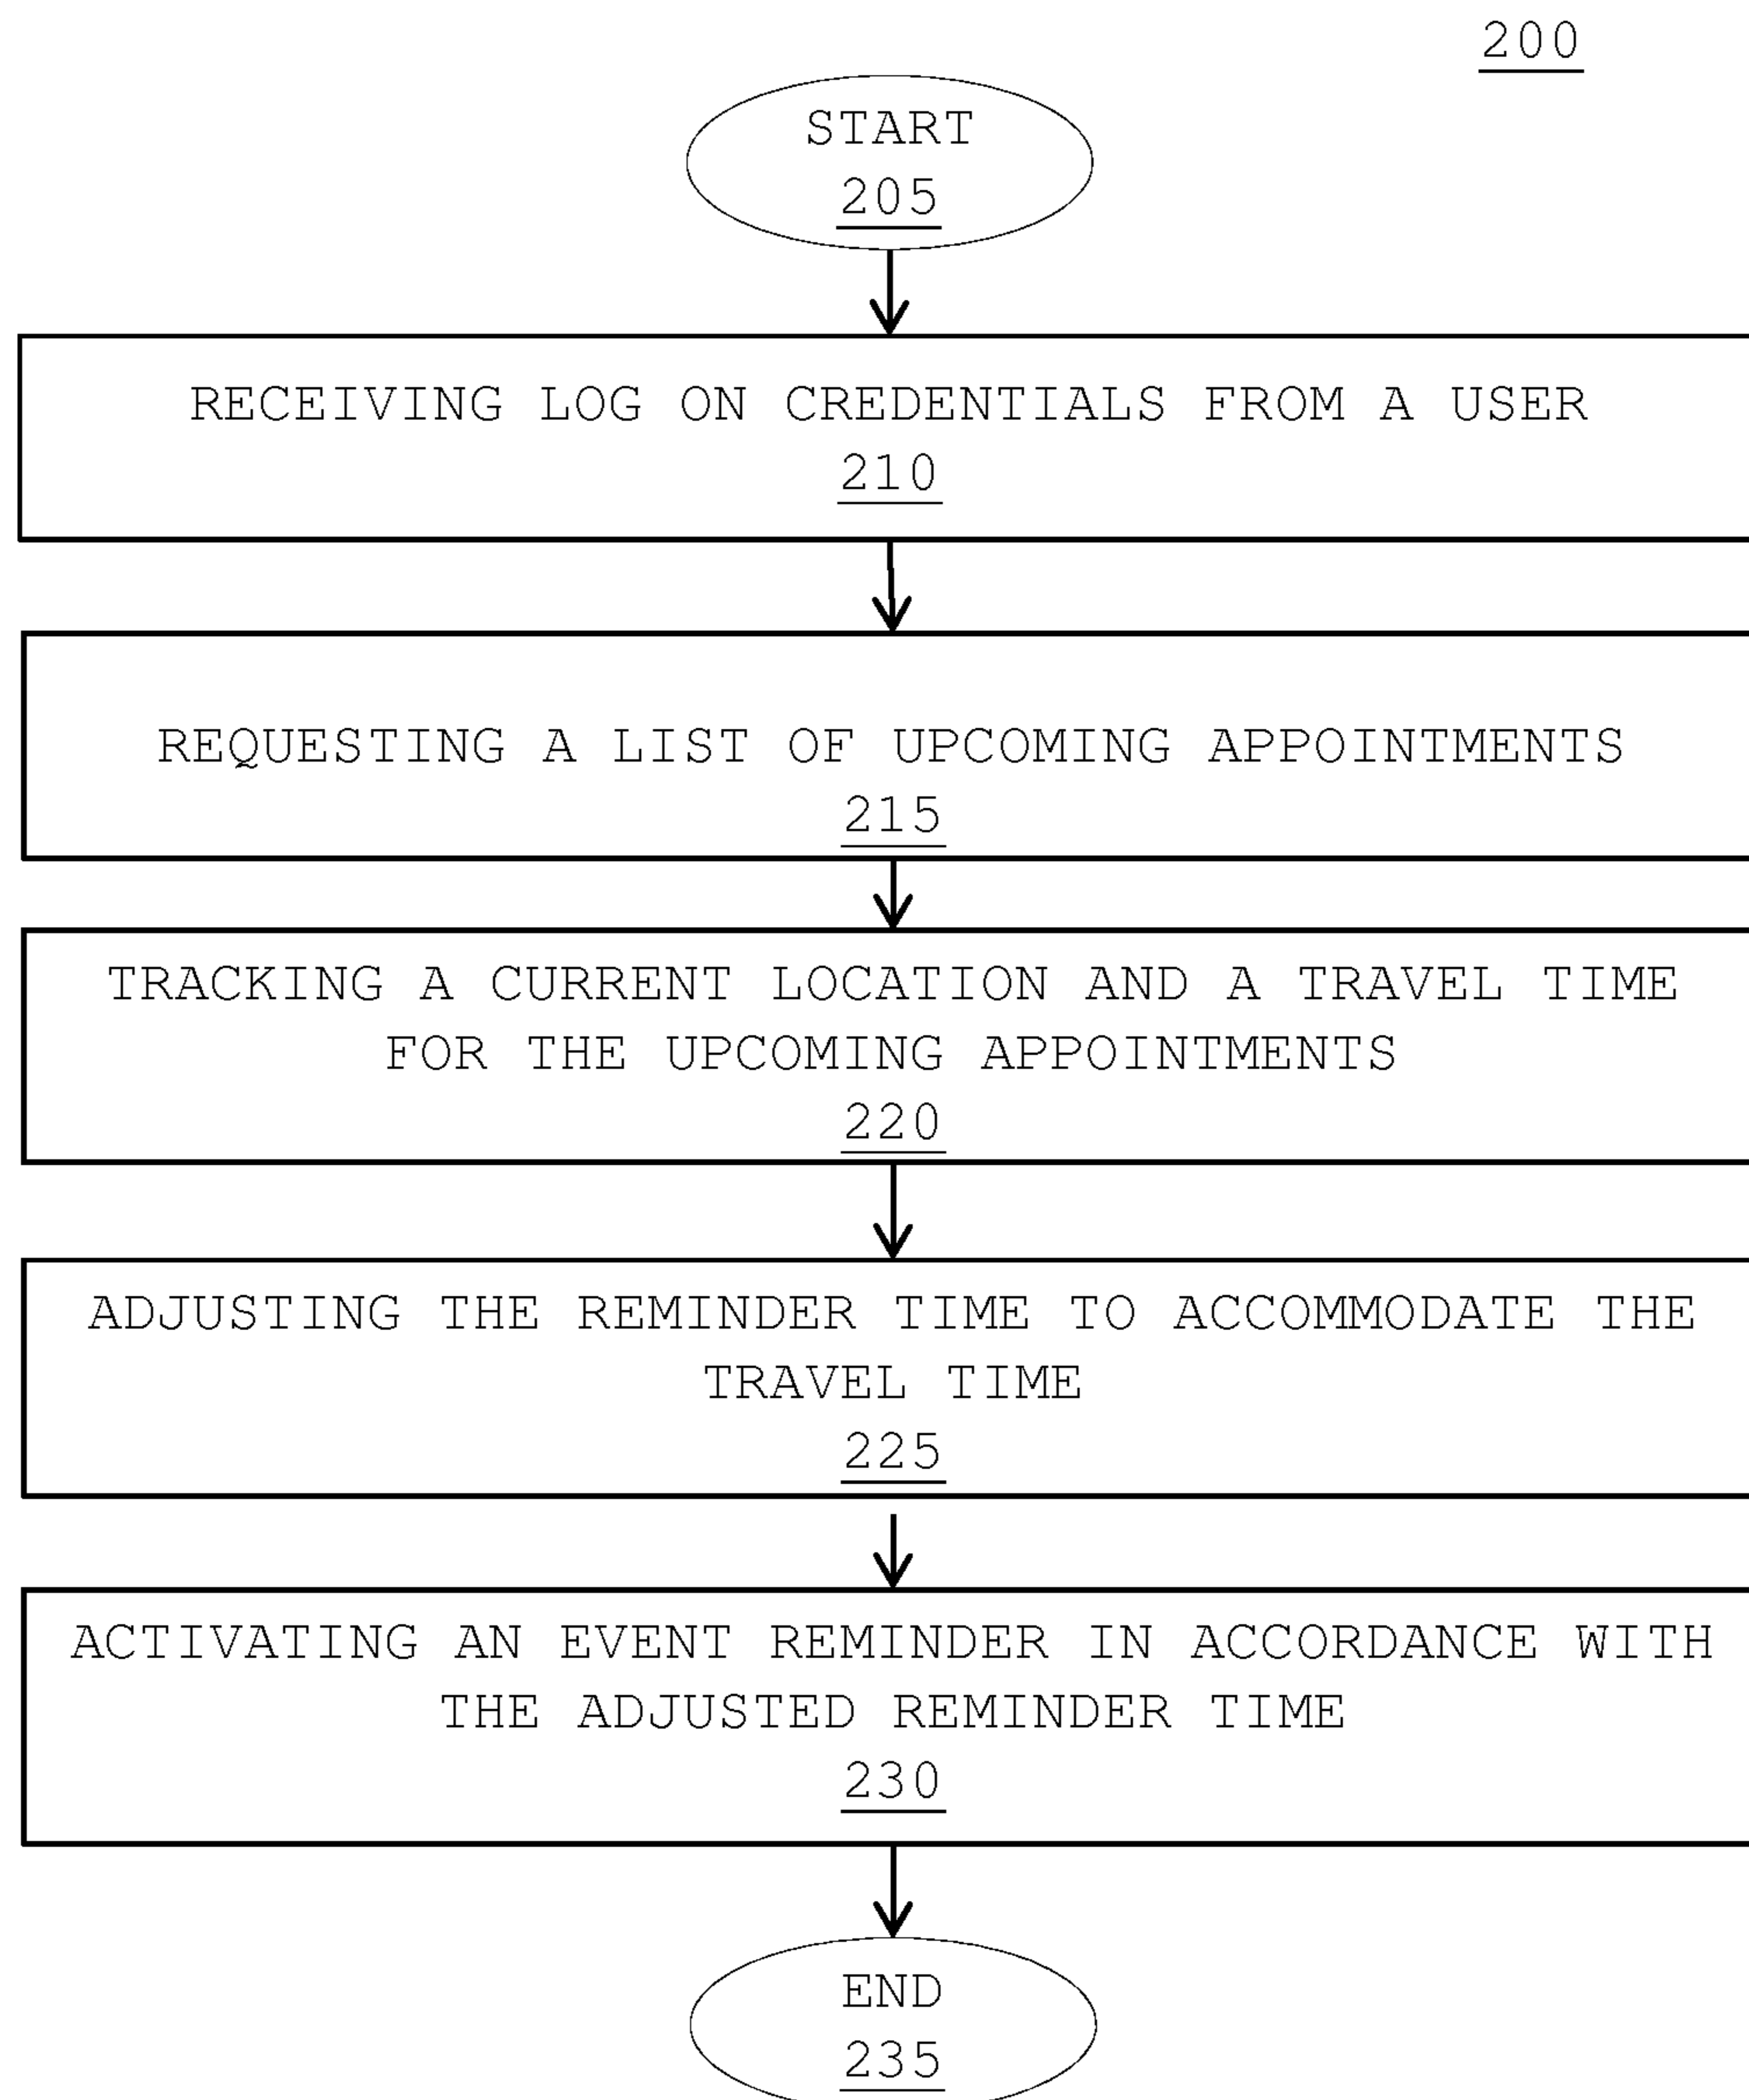 200
START
205
RECEIVING LOG ON CREDENTIALS FROM A USER
210
REQUESTING A LIST OF UPCOMING APPOINTMENTS
215
TRACKING A CURRENT LOCATION AND A TRAVEL TIME
FOR THE UPCOMING APPOINTMENTS
220
ADJUSTING THE REMINDER TIME TO ACCOMMODATE THE
TRAVEL TIME
225
ACTIVATING AN EVENT REMINDER IN ACCORDANCE WITH
THE ADJUSTED REMINDER TIME
230
END
235